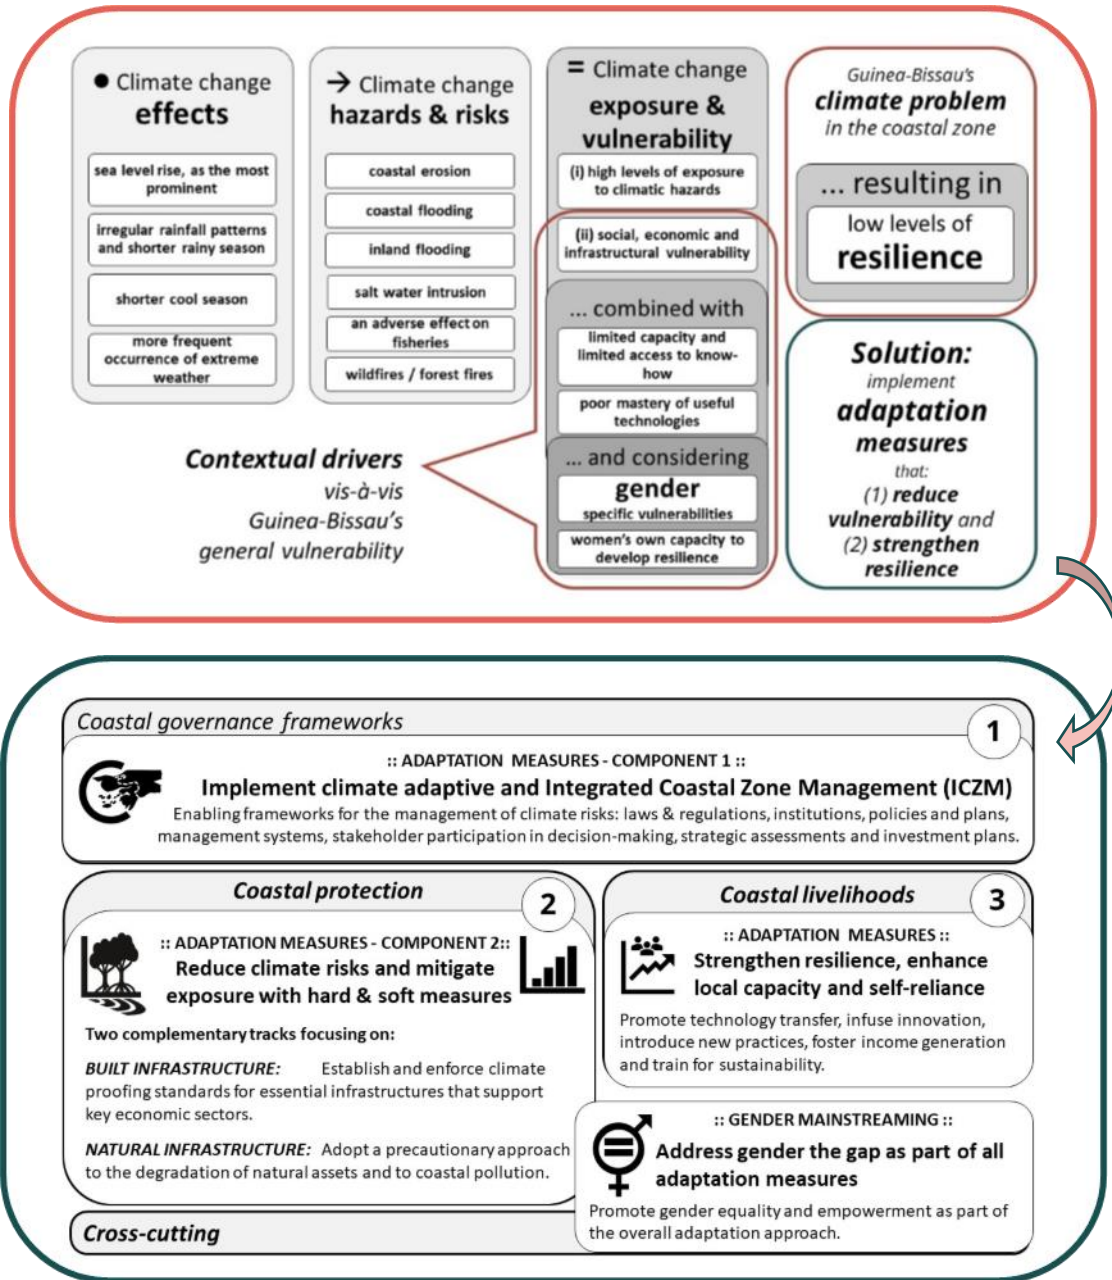 ● Climate change
effects
sea level rise, as the most
prominent
irregular rainfall patterns
and shorter rainy season
shorter cool season
more frequent
occurrence of extreme
weather
→ Climate change
hazards & risks
coastal erosion
coastal flooding
inland flooding
salt water intrusion
an adverse effect on
fisheries
wildfires / forest fires
= Climate change
exposure &
vulnerability
(i) high levels of exposure
to climatic hazards
(ii) social, economic and
infrastructural vulnerability
... combined with
limited capacity and
limited access to know-
how
poor mastery of useful
technologies
... and considering
gender
specific vulnerabilities
women's own capacity to
develop resilience
Guinea-Bissau's
climate problem
in the coastal zone
... resulting in
low levels of
resilience
Solution:
implement
adaptation
measures
that:
(1) reduce
vulnerability and
(2) strengthen
resilience
Contextual drivers
vis-à-vis
Guinea-Bissau's
general vulnerability
Coastal governance frameworks
1
:: ADAPTATION MEASURES - COMPONENT 1 ::
Implement climate adaptive and Integrated Coastal Zone Management (ICZM)
Enabling frameworks for the management of climate risks: laws & regulations, institutions, policies and plans,
management systems, stakeholder participation in decision-making, strategic assessments and investment plans.
Coastal protection
2
:: ADAPTATION MEASURES - COMPONENT 2::
Reduce climate risks and mitigate
exposure with hard & soft measures
Two complementary tracks focusing on:
BUILT INFRASTRUCTURE: Establish and enforce climate
proofing standards for essential infrastructures that support
key economic sectors.
NATURAL INFRASTRUCTURE: Adopt a precautionary approach
to the degradation of natural assets and to coastal pollution.
Coastal livelihoods
3
:: ADAPTATION MEASURES ::
Strengthen resilience, enhance
local capacity and self-reliance
Promote technology transfer, infuse innovation,
introduce new practices, foster income generation
and train for sustainability.
:: GENDER MAINSTREAMING ::
Address gender the gap as part of all
adaptation measures
Promote gender equality and empowerment as part of
the overall adaptation approach.
Cross-cutting